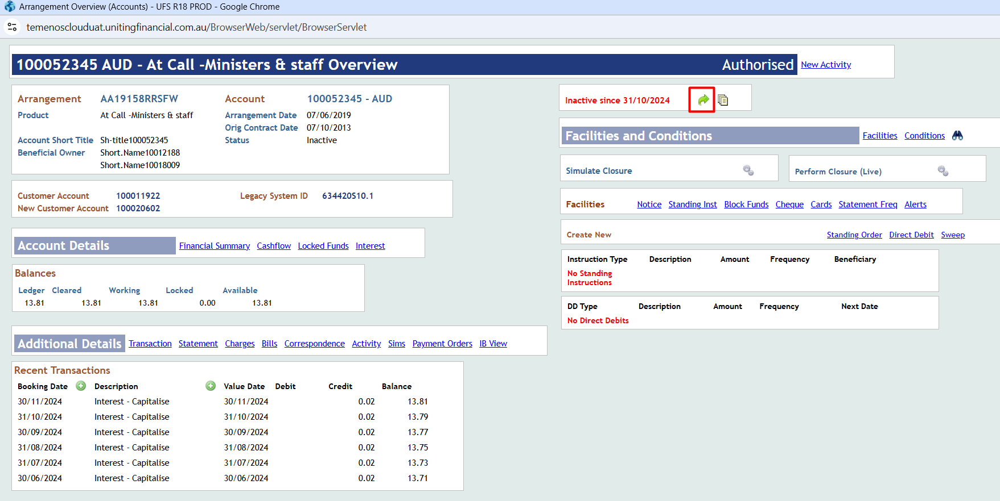 Arrangement Overview (Accounts) - UFS R18 PROD - Google Chrome
temenosclouduat.unitingfinancial.com.au/BrowserWeb/servlet/BrowserServlet
100052345 AUD - At Call -Ministers & staff Overview Authorised New Activity
Arrangement AA19158RRSFW Account 100052345 - AUD
Product At Call -Ministers & staff Arrangement Date 07/06/2019
Orig Contract Date 07/10/2013
Account Short Title Sh-title100052345 Status Inactive
Beneficial Owner Short.Name10012188
Short.Name10018009
Customer Account 100011922 Legacy System ID 634420S10.1
New Customer Account 100020602
Account Details Financial Summary Cashflow Locked Funds Interest
Balances
Ledger Cleared Working Locked Available
13.81 13.81 13.81 0.00 13.81
Additional Details Transaction Statement Charges Bills Correspondence Activity Sims Payment Orders IB View
Recent Transactions
Booking Date Description Value Date Debit Credit Balance
30/11/2024 Interest - Capitalise 30/11/2024 0.02 13.81
31/10/2024 Interest - Capitalise 31/10/2024 0.02 13.79
30/09/2024 Interest - Capitalise 30/09/2024 0.02 13.77
31/08/2024 Interest - Capitalise 31/08/2024 0.02 13.75
31/07/2024 Interest - Capitalise 31/07/2024 0.02 13.73
30/06/2024 Interest - Capitalise 30/06/2024 0.02 13.71
Inactive since 31/10/2024
Facilities and Conditions Facilities Conditions
Simulate Closure Perform Closure (Live)
Facilities Notice Standing Inst Block Funds Cheque Cards Statement Freq Alerts
Create New Standing Order Direct Debit Sweep
Instruction Type Description Amount Frequency Beneficiary
No Standing
Instructions
DD Type Description Amount Frequency Next Date
No Direct Debits